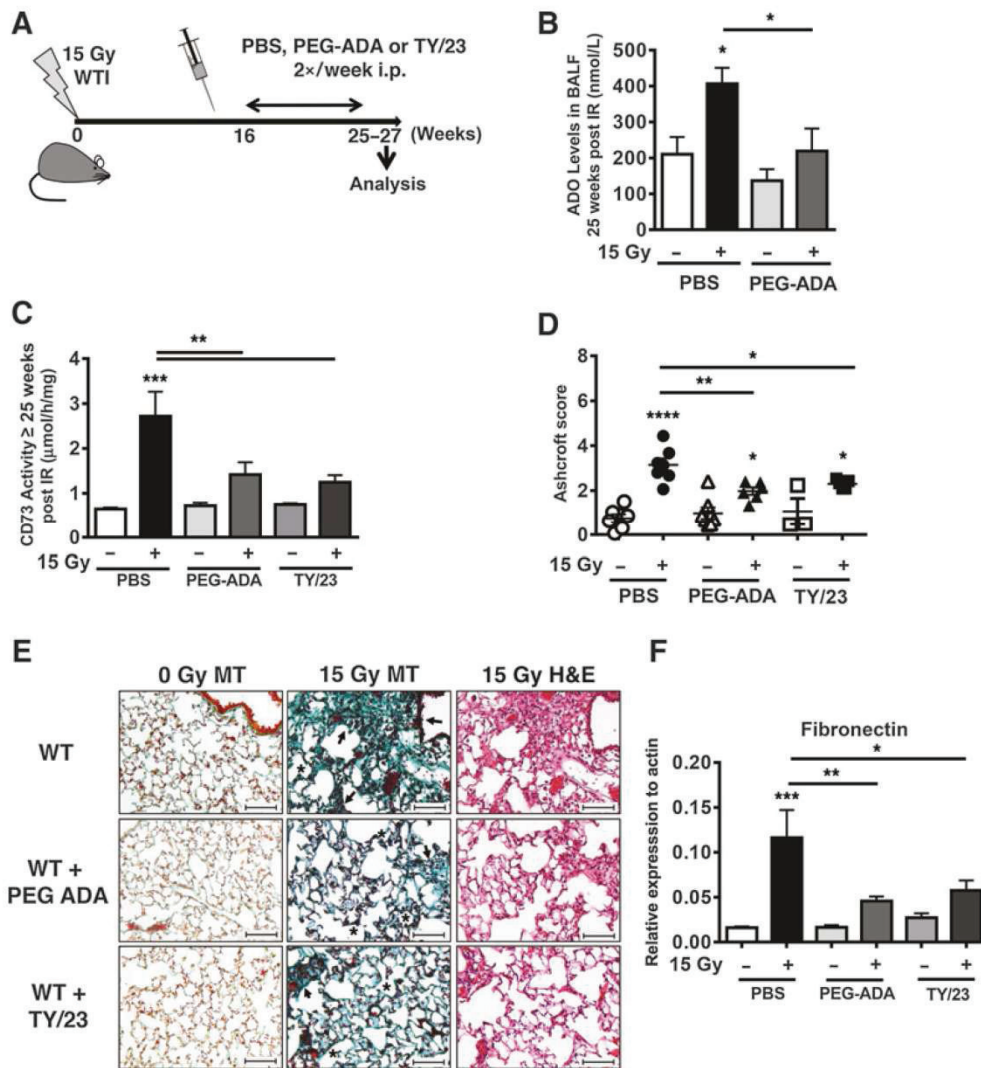 A
15 Gy
WTI
PBS, PEG-ADA or TY/23
2×/week i.p.
0
16
25–27 (Weeks)
Analysis
B
ADO Levels in BALF
25 weeks post IR (nmol/L)
500
400
300
200
100
0
*
*
15 Gy – + – +
PBS PEG-ADA
C
CD73 Activity ≥ 25 weeks
post IR (μmol/h/mg)
4
3
2
1
0
**
***
15 Gy – + – + – +
PBS PEG-ADA TY/23
D
Ashcroft score
8
6
4
2
0
*
**
****
*
*
15 Gy – + – + – +
PBS PEG-ADA TY/23
E
0 Gy MT 15 Gy MT 15 Gy H&E
WT
*
WT +
PEG ADA
*
*
*
WT +
TY/23
*
*
F
Fibronectin
Relative expresssion to actin
0.20
0.15
0.10
0.05
0.00
*
**
***
15 Gy – + – + – +
PBS PEG-ADA TY/23